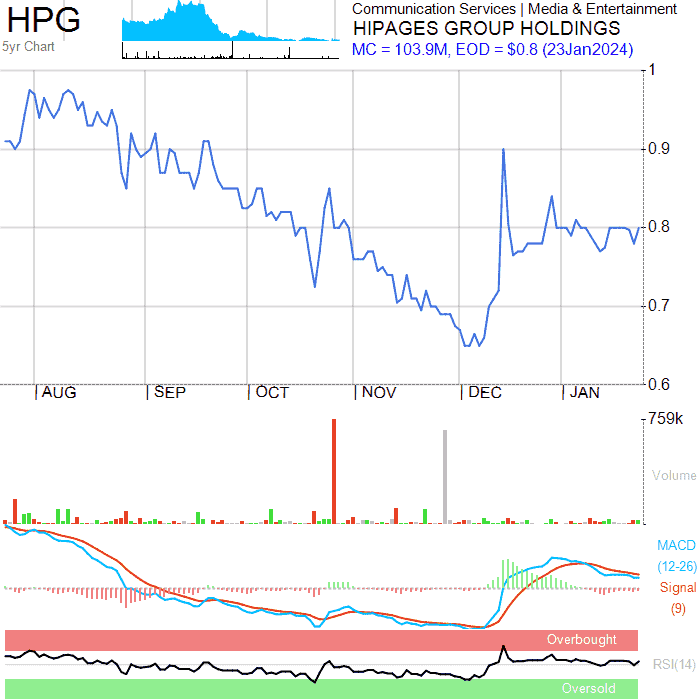 HPG
5yr Chart
Communication Services | Media & Entertainment
HIPAGES GROUP HOLDINGS
MC = 103.9M, EOD = $0.8 (23Jan2024)
1
0.9
0.8
0.7
0.6
|AUG |SEP |OCT |NOV |DEC |JAN
759k
Volume
MACD
(12-26)
Signal
(9)
Overbought
RSI(14)
Oversold